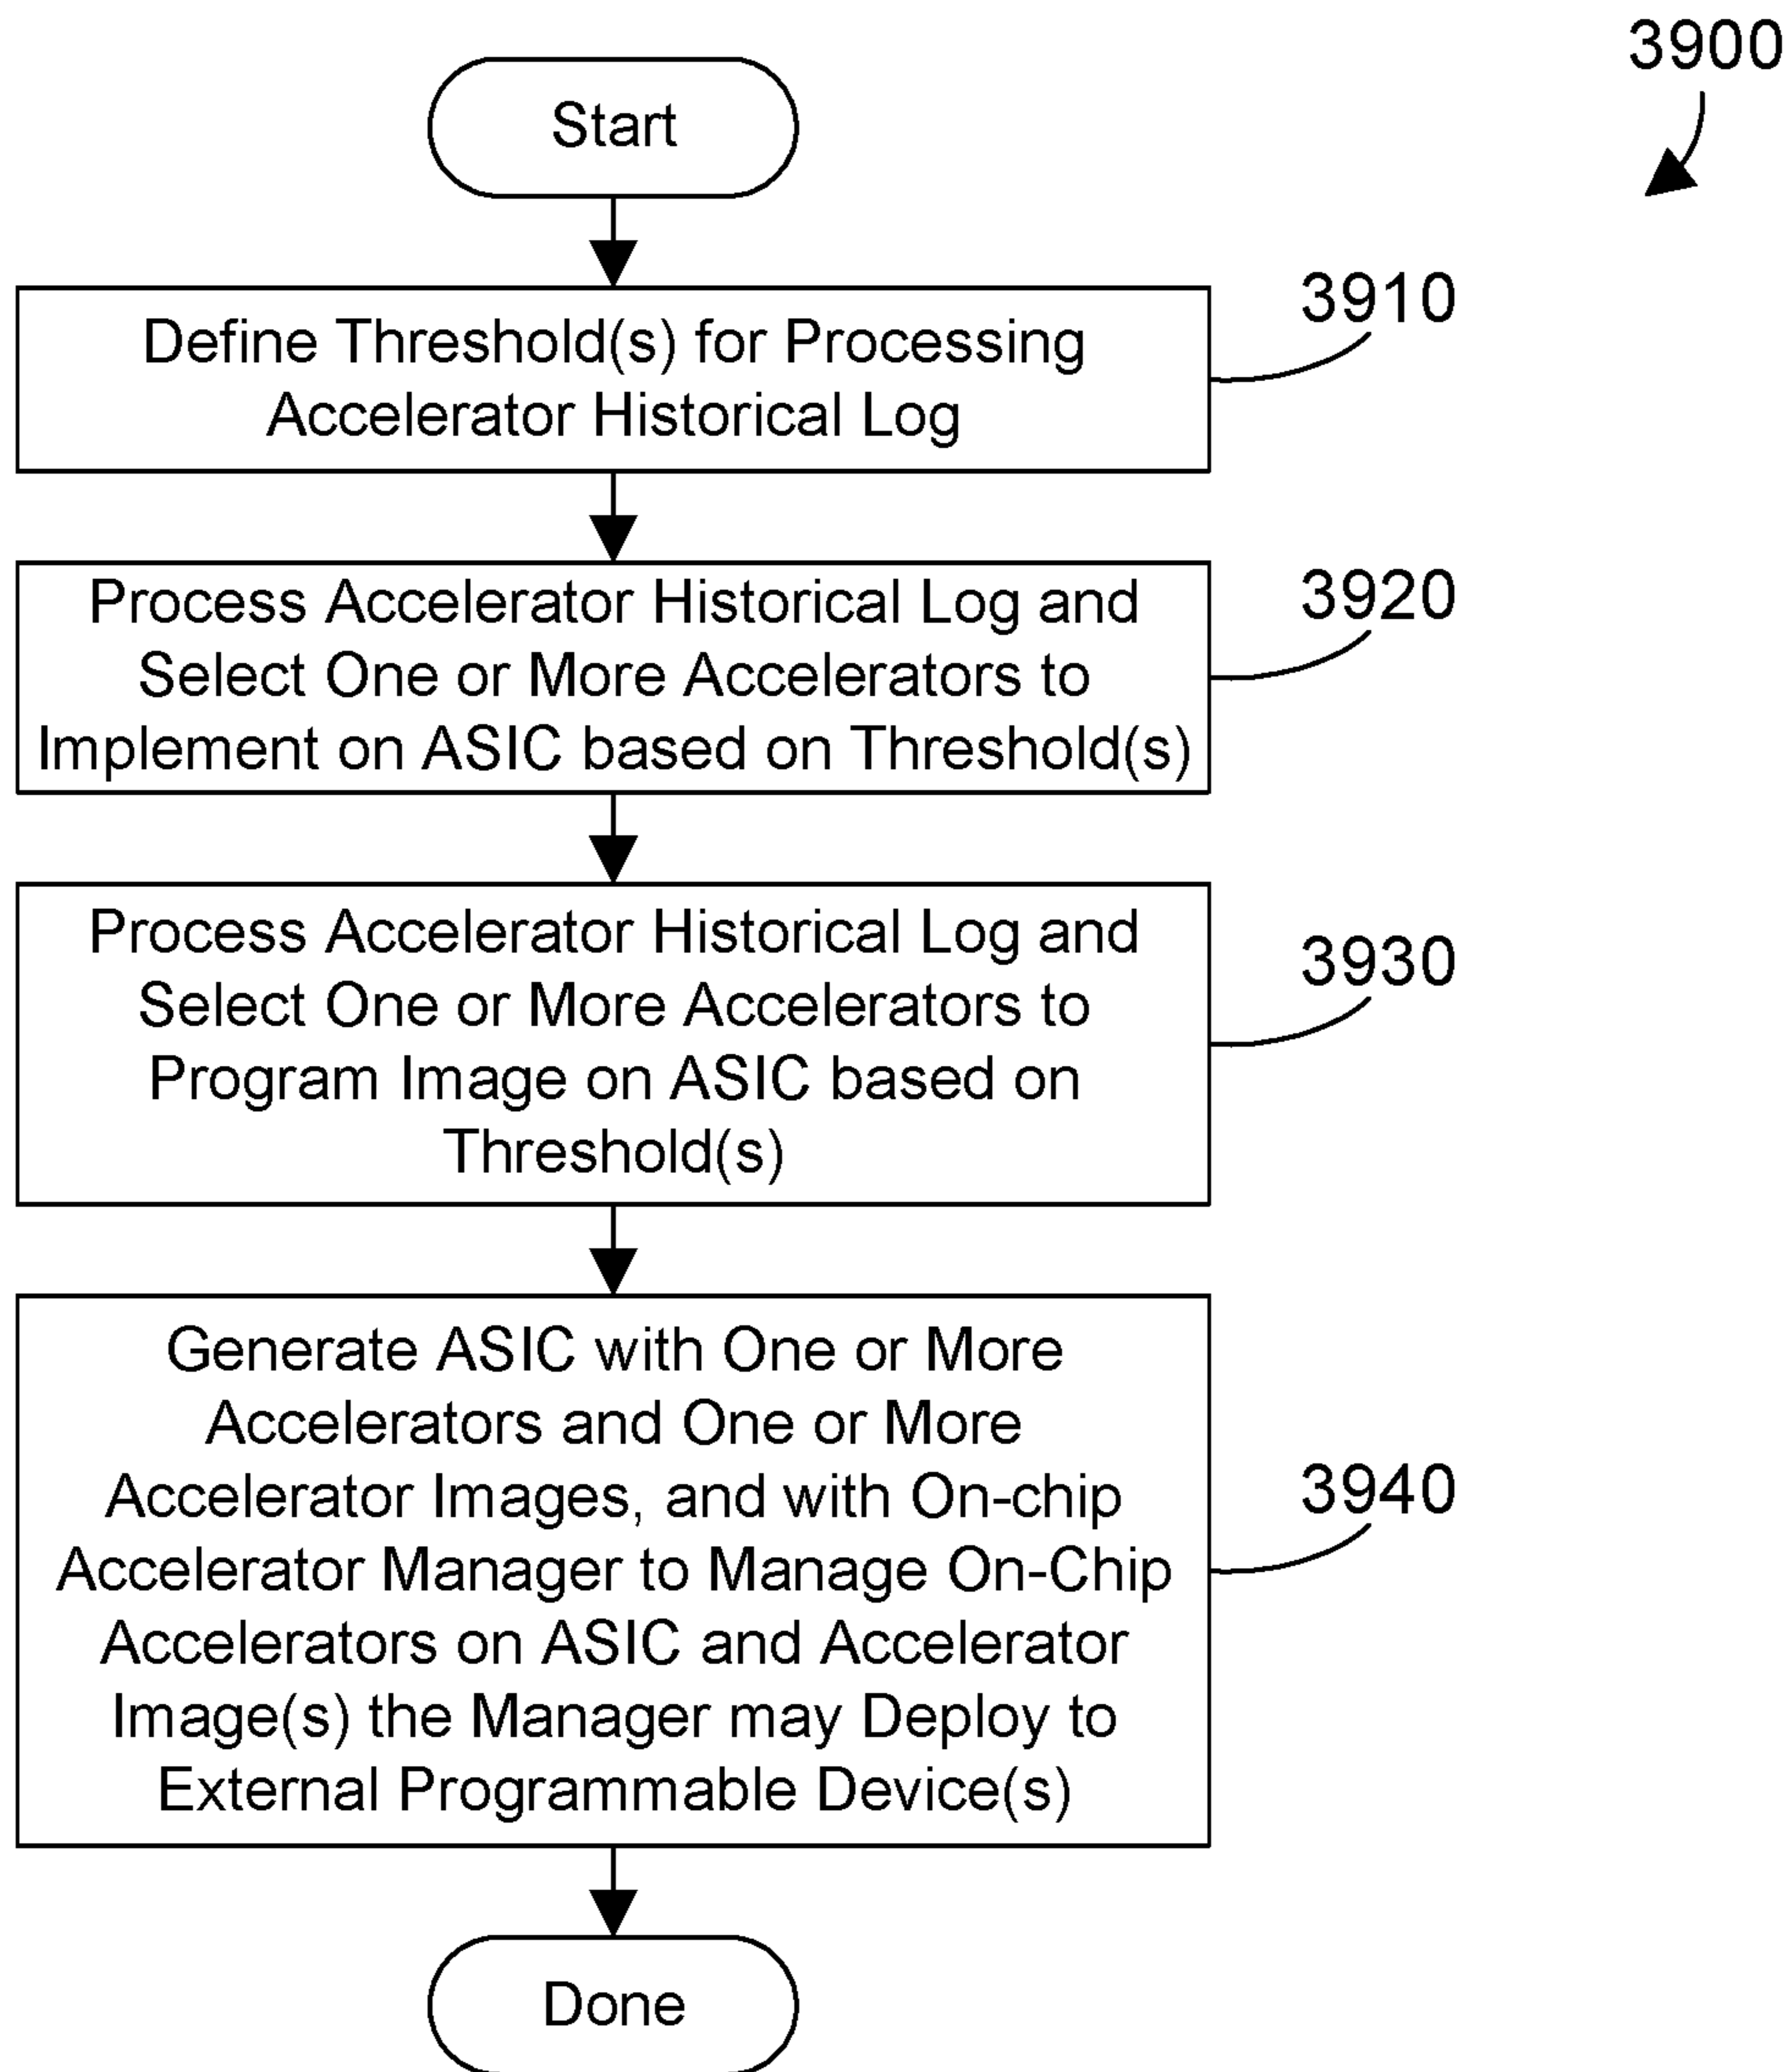 3900
Start
Define Threshold(s) for Processing
Accelerator Historical Log
3910
Process Accelerator Historical Log and
Select One or More Accelerators to
Implement on ASIC based on Threshold(s)
3920
Process Accelerator Historical Log and
Select One or More Accelerators to
Program Image on ASIC based on
Threshold(s)
3930
Generate ASIC with One or More
Accelerators and One or More
Accelerator Images, and with On-chip
Accelerator Manager to Manage On-Chip
Accelerators on ASIC and Accelerator
Image(s) the Manager may Deploy to
External Programmable Device(s)
3940
Done